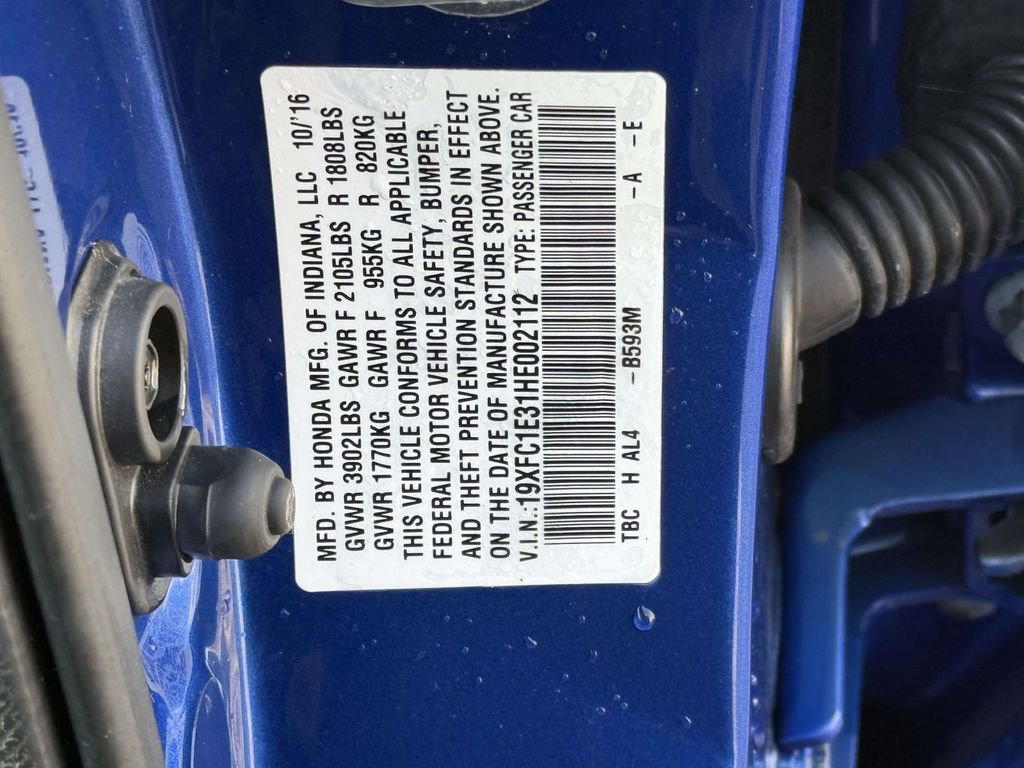 MFD. BY HONDA MFG. OF INDIANA, LLC 10/'16
GVWR 3902LBS GAWR F 2105LBS R 1808LBS
GVWR 1770KG GAWR F 955KG R 820KG
THIS VEHICLE CONFORMS TO ALL APPLICABLE
FEDERAL MOTOR VEHICLE SAFETY, BUMPER,
AND THEFT PREVENTION STANDARDS IN EFFECT
ON THE DATE OF MANUFACTURE SHOWN ABOVE.
V.I.N.:19XFC1E31HE002112 TYPE: PASSENGER CAR
TBC H AL4 -B593M -A -E